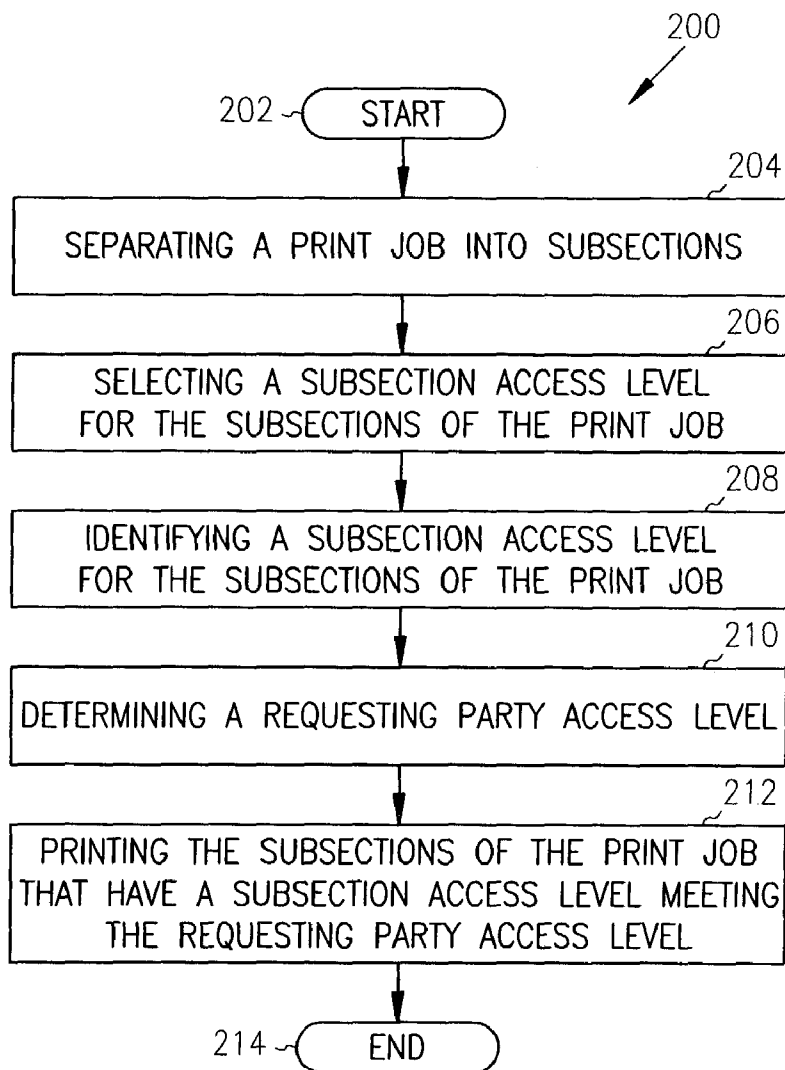 200
202 START
204
SEPARATING A PRINT JOB INTO SUBSECTIONS
206
SELECTING A SUBSECTION ACCESS LEVEL
FOR THE SUBSECTIONS OF THE PRINT JOB
208
IDENTIFYING A SUBSECTION ACCESS LEVEL
FOR THE SUBSECTIONS OF THE PRINT JOB
210
DETERMINING A REQUESTING PARTY ACCESS LEVEL
212
PRINTING THE SUBSECTIONS OF THE PRINT JOB
THAT HAVE A SUBSECTION ACCESS LEVEL MEETING
THE REQUESTING PARTY ACCESS LEVEL
214 END